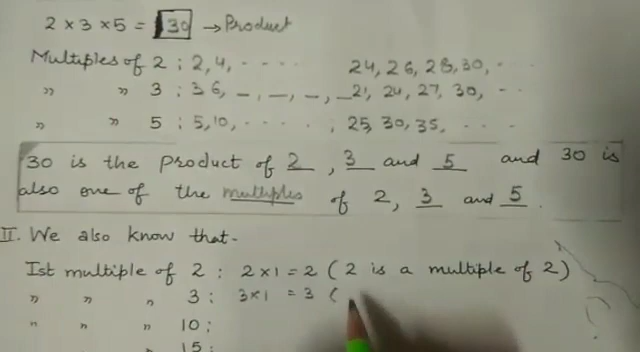 2 × 3 × 5 = 30 → Product
Multiples of 2 : 2, 4, - - - - 24, 26, 28, 30, - -
" " 3 : 3 6, _, _, _, _ 21, 24, 27, 30, - -
" " 5 : 5, 10, - - - - ; 25, 30, 35, - - -
30 is the product of 2, 3 and 5 and 30 is
also one of the multiples of 2, 3 and 5.
II. We also know that-
Ist multiple of 2 : 2×1 = 2 ( 2 is a multiple of 2)
" " " 3 : 3×1 = 3 (
" " " 10 :
" 15 :